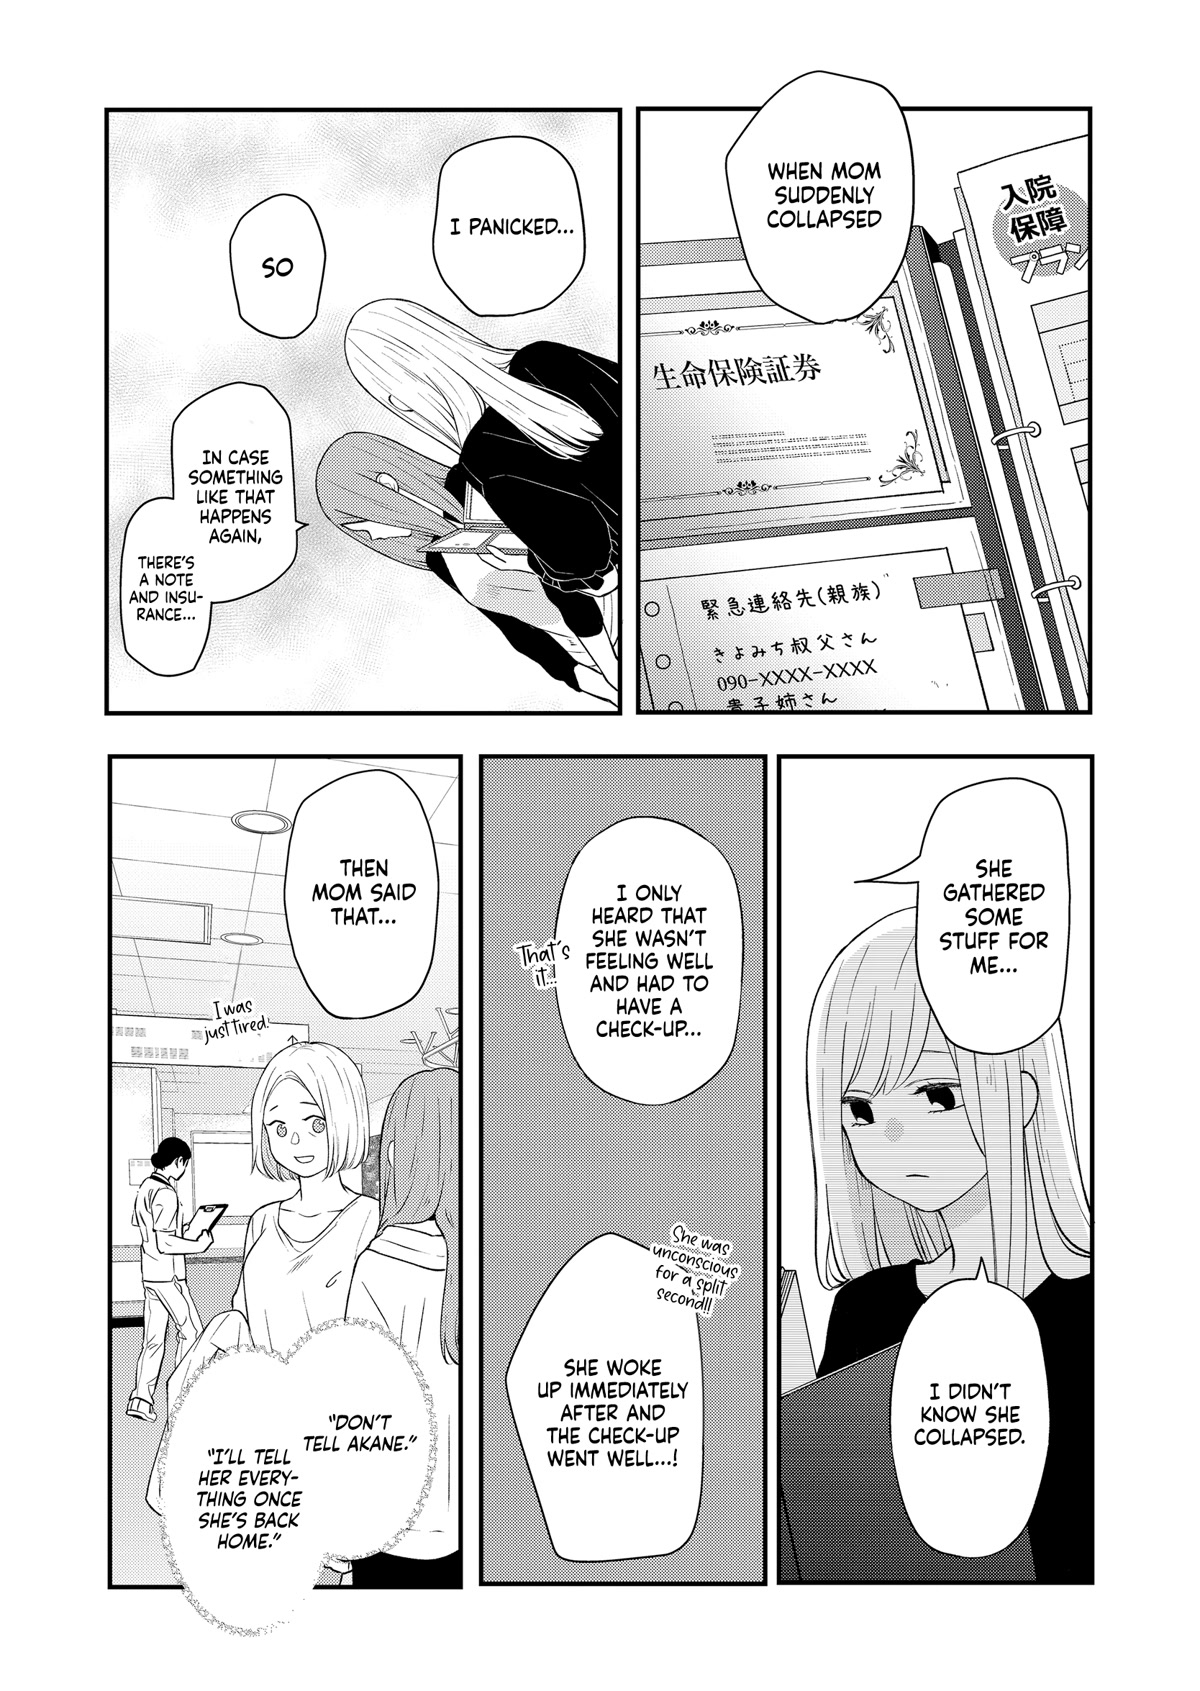 WHEN MOM
SUDDENLY
COLLAPSED
入院
保障
プラン
生命保険証券
緊急連絡先(親族)
きよみち叔父さん
090-XXXX-XXXX
貴子姉さん
I PANICKED...
SO
IN CASE
SOMETHING
LIKE THAT
HAPPENS
AGAIN,
THERE'S
A NOTE
AND INSU-
RANCE...
SHE
GATHERED
SOME
STUFF FOR
ME...
I DIDN'T
KNOW SHE
COLLAPSED.
I ONLY
HEARD THAT
SHE WASN'T
FEELING WELL
AND HAD TO
HAVE A
CHECK-UP...
That's
it...
She was
unconscious
for a split
second!!
SHE WOKE
UP IMMEDIATELY
AFTER AND
THE CHECK-UP
WENT WELL...!
THEN
MOM SAID
THAT...
I was
just tired.
"DON'T
TELL AKANE."
"I'LL TELL
HER EVERY-
THING ONCE
SHE'S BACK
HOME."